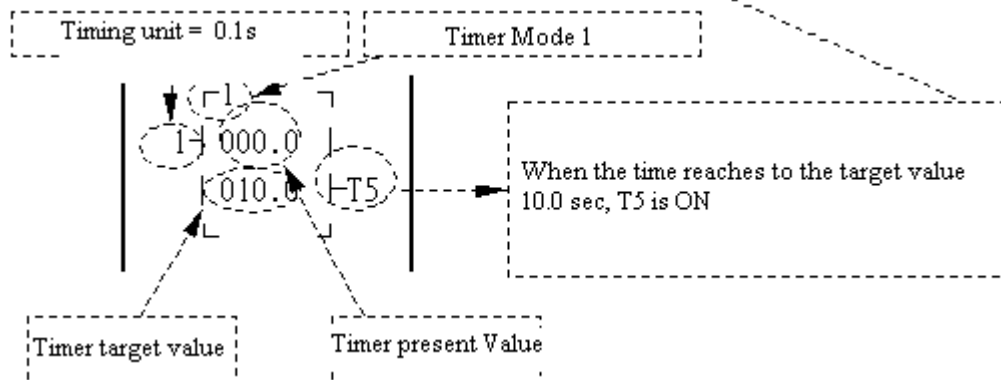 Timing unit = 0.1s
Timer Mode 1
1
1 000.0
010.0 T5
When the time reaches to the target value
10.0 sec, T5 is ON
Timer target value
Timer present Value